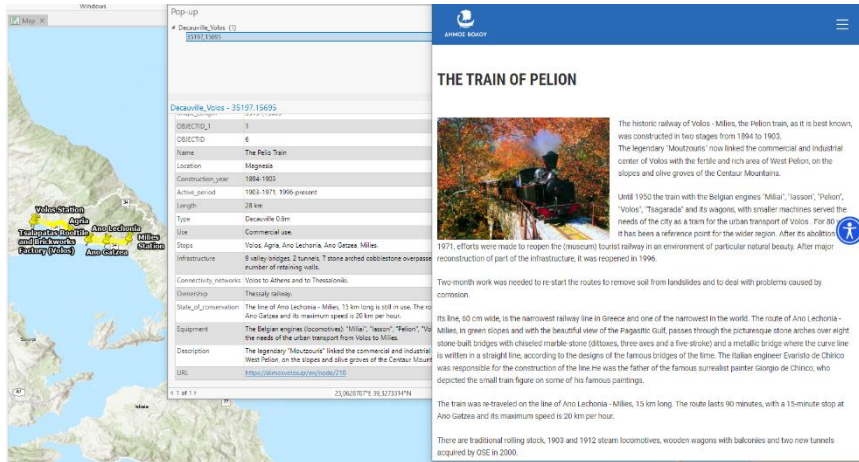 Windows
Map
Volos Station
Agria
Ano Lechonia
Tsalapatas Rooftile
and Brickworks
Factory (Volos)
Milies
Station
Ano Gatzea
Pop-up
Decauville_Volos (1)
35197,15695
Decauville_Volos - 35197.15695
OBJECTID_1 1
OBJECTID 6
Name The Pelio Train
Location Magnesia
Construction_year 1894-1903
Active_period 1903-1971, 1996-present
Length 28 km
Type Decauville 0.6m
Use Commercial use.
Stops Volos, Agria, Ano Lechonia, Ano Gatzea, Milies.
Infrastructure 9 valley bridges, 2 tunnels, 7 stone arched cobblestone overpasse
number of retaining walls.
Connectivity_networks Volos to Athens and to Thessaloniki.
Ownership Thessaly railway.
State_of_conservation The line of Ano Lechonia - Milies, 15 km long is still in use. The ro
Ano Gatzea and its maximum speed is 20 km per hour.
Equipment The Belgian engines (locomotives): "Miliai", "Iasson", "Pelion", "Vo
the needs of the urban transport from Volos to Milies.
Description The legendary "Moutzouris" linked the commercial and industrial
West Pelion, on the slopes and olive groves of the Centaur Mount
URL https://dimosvolos.gr/en/node/210
1 of 1
23,0628707°E 39,3273314°N
ΔΗΜΟΣ ΒΟΛΟΥ
THE TRAIN OF PELION
The historic railway of Volos - Milies, the Pelion train, as it is best known,
was constructed in two stages from 1894 to 1903.
The legendary "Moutzouris" now linked the commercial and industrial
center of Volos with the fertile and rich area of West Pelion, on the
slopes and olive groves of the Centaur Mountains.
Until 1950 the train with the Belgian engines "Miliai", "Iasson", "Pelion",
"Volos", "Tsagarada" and its wagons, with smaller machines served the
needs of the city as a tram for the urban transport of Volos . For 80
it has been a reference point for the wider region. After its abolition
1971, efforts were made to reopen the (museum) tourist railway in an environment of particular natural beauty. After major
reconstruction of part of the infrastructure, it was reopened in 1996.
Two-month work was needed to re-start the routes to remove soil from landslides and to deal with problems caused by
corrosion.
Its line, 60 cm wide, is the narrowest railway line in Greece and one of the narrowest in the world. The route of Ano Lechonia -
Milies, in green slopes and with the beautiful view of the Pagasitic Gulf, passes through the picturesque stone arches over eight
stone-built bridges with chiseled marble-stone (dittoxes, three-axes and a five-stroke) and a metallic bridge where the curve line
is written in a straight line, according to the designs of the famous bridges of the time. The Italian engineer Evaristo de Chirico
was responsible for the construction of the line.He was the father of the famous surrealist painter Giorgio de Chirico, who
depicted the small train figure on some of his famous paintings.
The train was re-traveled on the line of Ano Lechonia - Milies, 15 km long. The route lasts 90 minutes, with a 15-minute stop at
Ano Gatzea and its maximum speed is 20 km per hour.
There are traditional rolling stock, 1903 and 1912 steam locomotives, wooden wagons with balconies and two new tunnels
acquired by OSE in 2000.